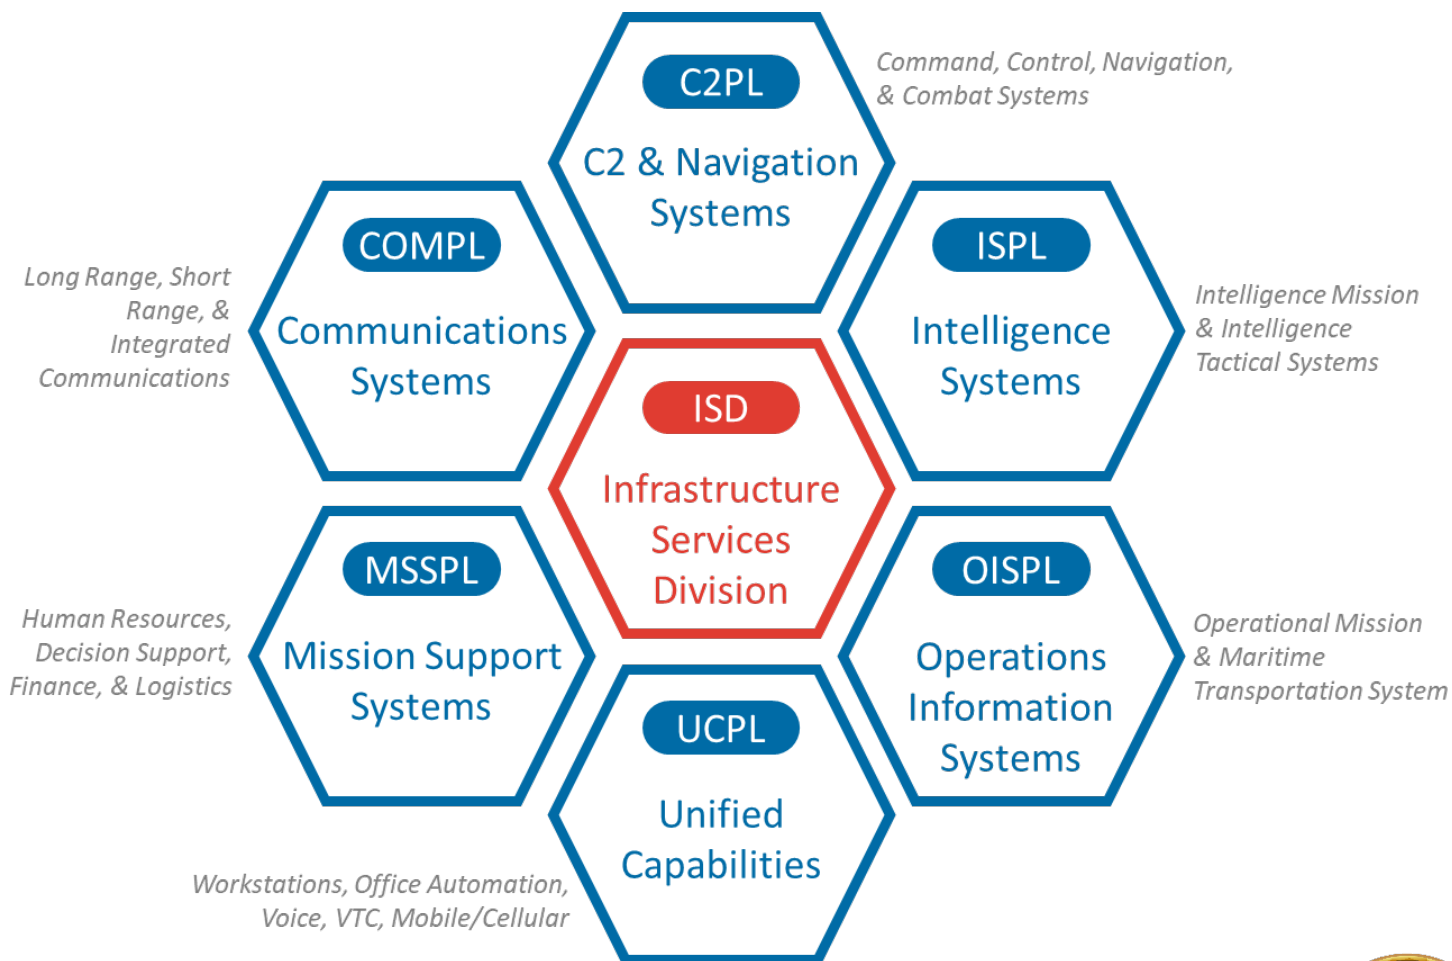 C2PL
C2 & Navigation
Systems
Command, Control, Navigation,
& Combat Systems
COMPL
Communications
Systems
Long Range, Short
Range, &
Integrated
Communications
ISPL
Intelligence
Systems
Intelligence Mission
& Intelligence
Tactical Systems
ISD
Infrastructure
Services
Division
MSSPL
Mission Support
Systems
Human Resources,
Decision Support,
Finance, & Logistics
OISPL
Operations
Information
Systems
Operational Mission
& Maritime
Transportation System
UCPL
Unified
Capabilities
Workstations, Office Automation,
Voice, VTC, Mobile/Cellular